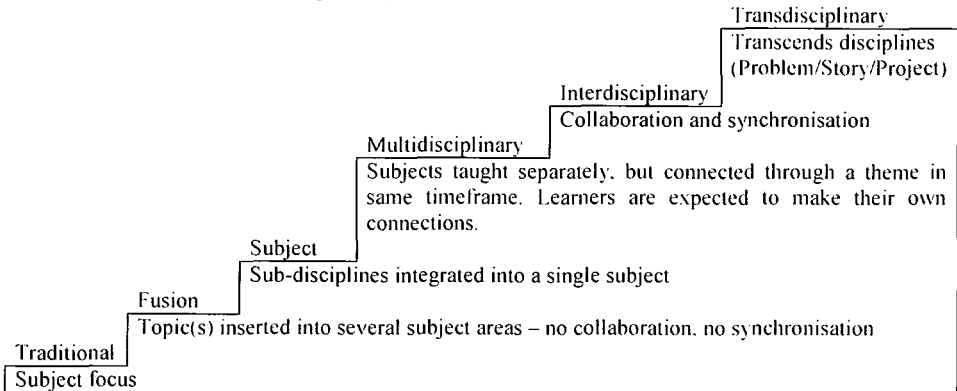 Transdisciplinary
Transcends disciplines
(Problem/Story/Project)
Interdisciplinary
Collaboration and synchronisation
Multidisciplinary
Subjects taught separately, but connected through a theme in
same timeframe. Learners are expected to make their own
connections.
Subject
Sub-disciplines integrated into a single subject
Fusion
Topic(s) inserted into several subject areas – no collaboration, no synchronisation
Traditional
Subject focus